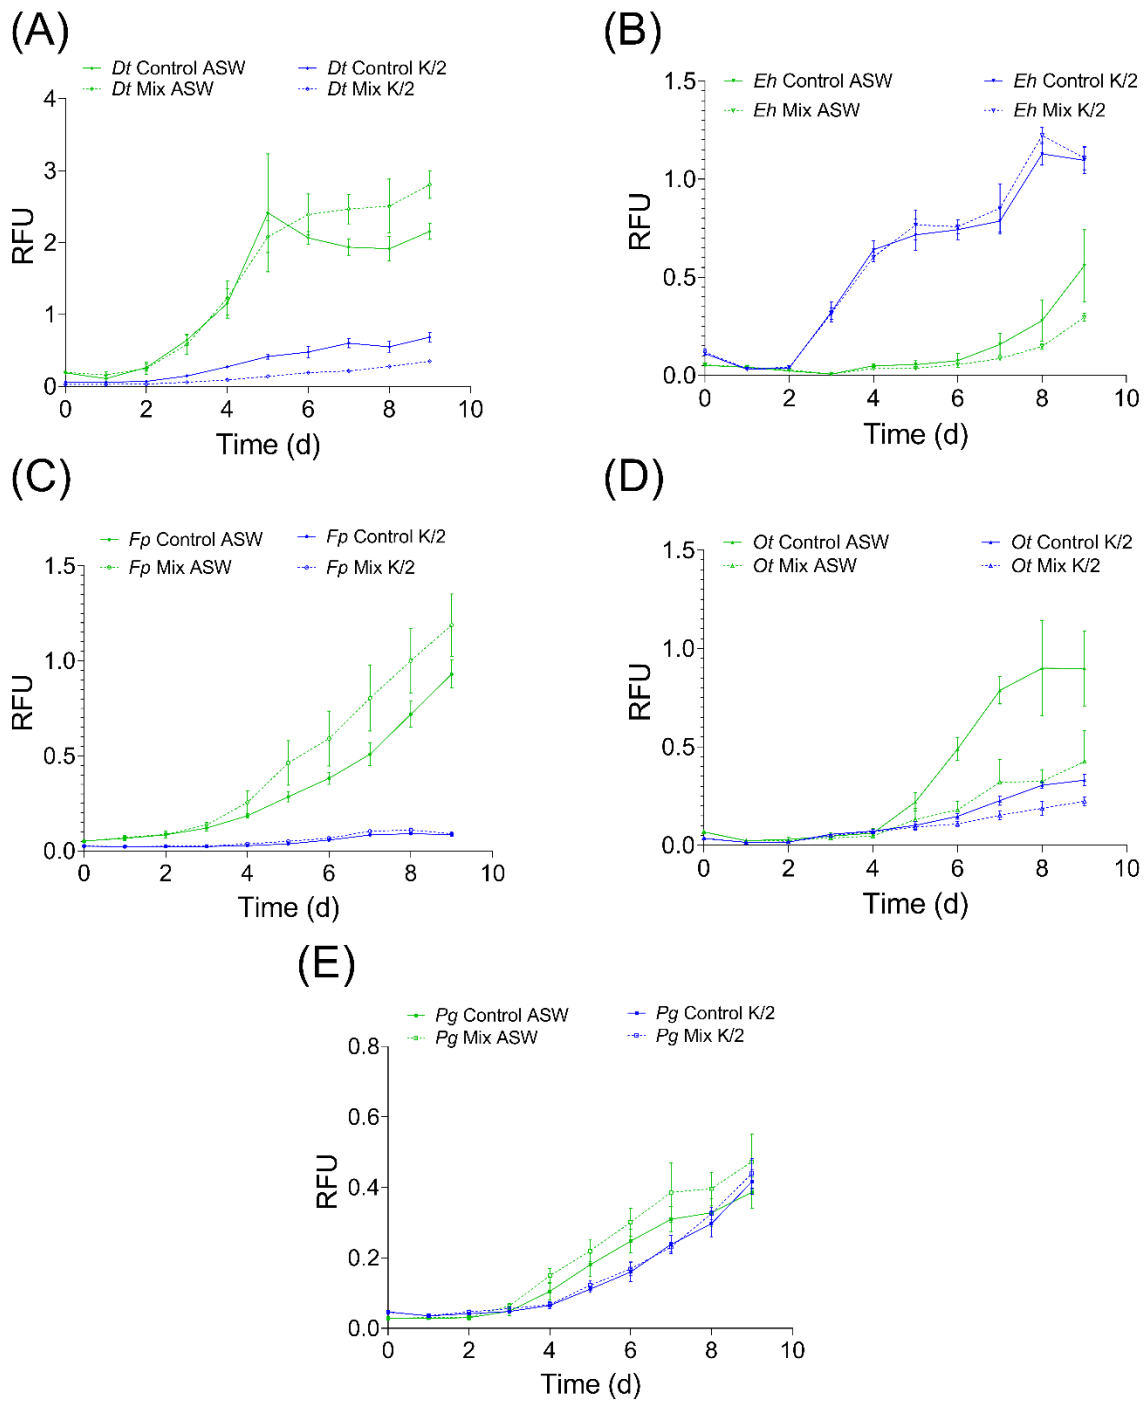 (A)
Dt Control ASW
Dt Control K/2
Dt Mix ASW
Dt Mix K/2
4
3
2
1
0
RFU
0 2 4 6 8 10
Time (d)
(B)
Eh Control ASW
Eh Control K/2
Eh Mix ASW
Eh Mix K/2
1.5
1.0
0.5
0.0
RFU
0 2 4 6 8 10
Time (d)
(C)
Fp Control ASW
Fp Control K/2
Fp Mix ASW
Fp Mix K/2
1.5
1.0
0.5
0.0
RFU
0 2 4 6 8 10
Time (d)
(D)
Ot Control ASW
Ot Control K/2
Ot Mix ASW
Ot Mix K/2
1.5
1.0
0.5
0.0
RFU
0 2 4 6 8 10
Time (d)
(E)
Pg Control ASW
Pg Control K/2
Pg Mix ASW
Pg Mix K/2
0.8
0.6
0.4
0.2
0.0
RFU
0 2 4 6 8 10
Time (d)